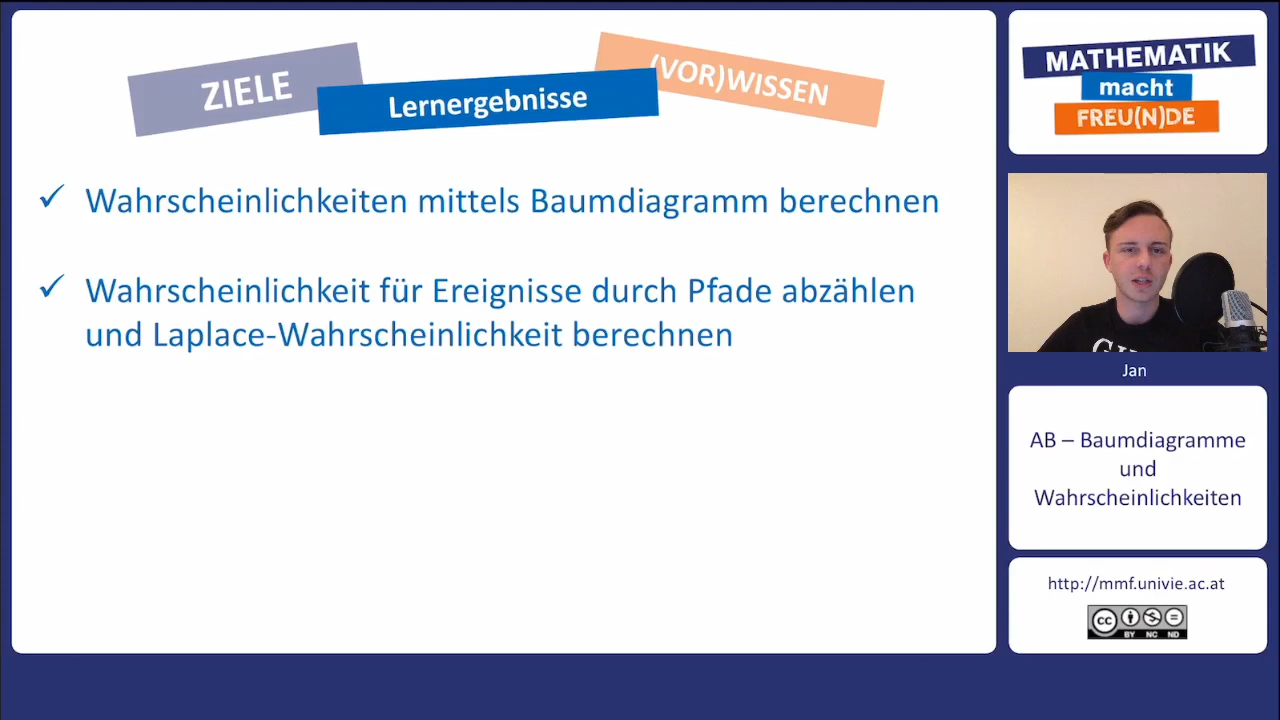 ZIELE
Lernergebnisse
(VOR)WISSEN
✓ Wahrscheinlichkeiten mittels Baumdiagramm berechnen
✓ Wahrscheinlichkeit für Ereignisse durch Pfade abzählen
und Laplace-Wahrscheinlichkeit berechnen
MATHEMATIK
macht
FREU(N)DE
Jan
AB – Baumdiagramme
und
Wahrscheinlichkeiten
http://mmf.univie.ac.at
cc
BY NC ND